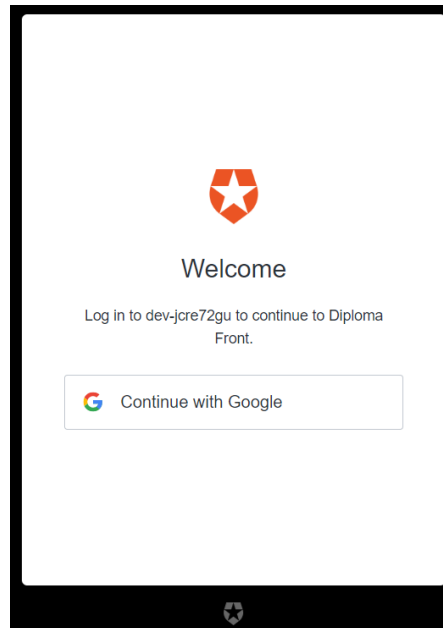 Welcome
Log in to dev-jcre72gu to continue to Diploma
Front.
Continue with Google